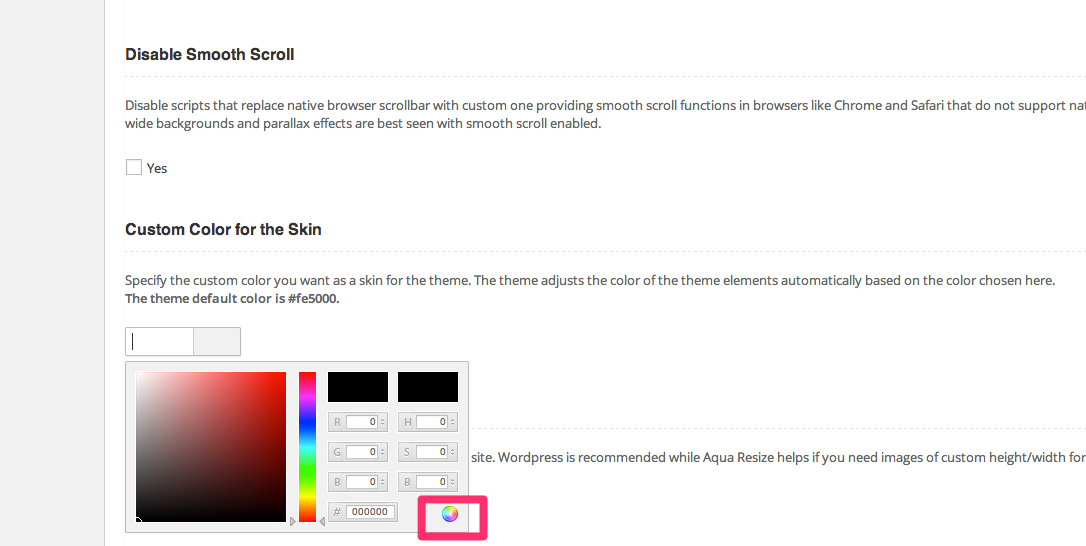 Disable Smooth Scroll
Disable scripts that replace native browser scrollbar with custom one providing smooth scroll functions in browsers like Chrome and Safari that do not support nat
wide backgrounds and parallax effects are best seen with smooth scroll enabled.
Yes
Custom Color for the Skin
Specify the custom color you want as a skin for the theme. The theme adjusts the color of the theme elements automatically based on the color chosen here.
The theme default color is #fe5000.
R 0 H 0
G 0 S 0
site. Wordpress is recommended while Aqua Resize helps if you need images of custom height/width for
B 0 B 0
# 000000